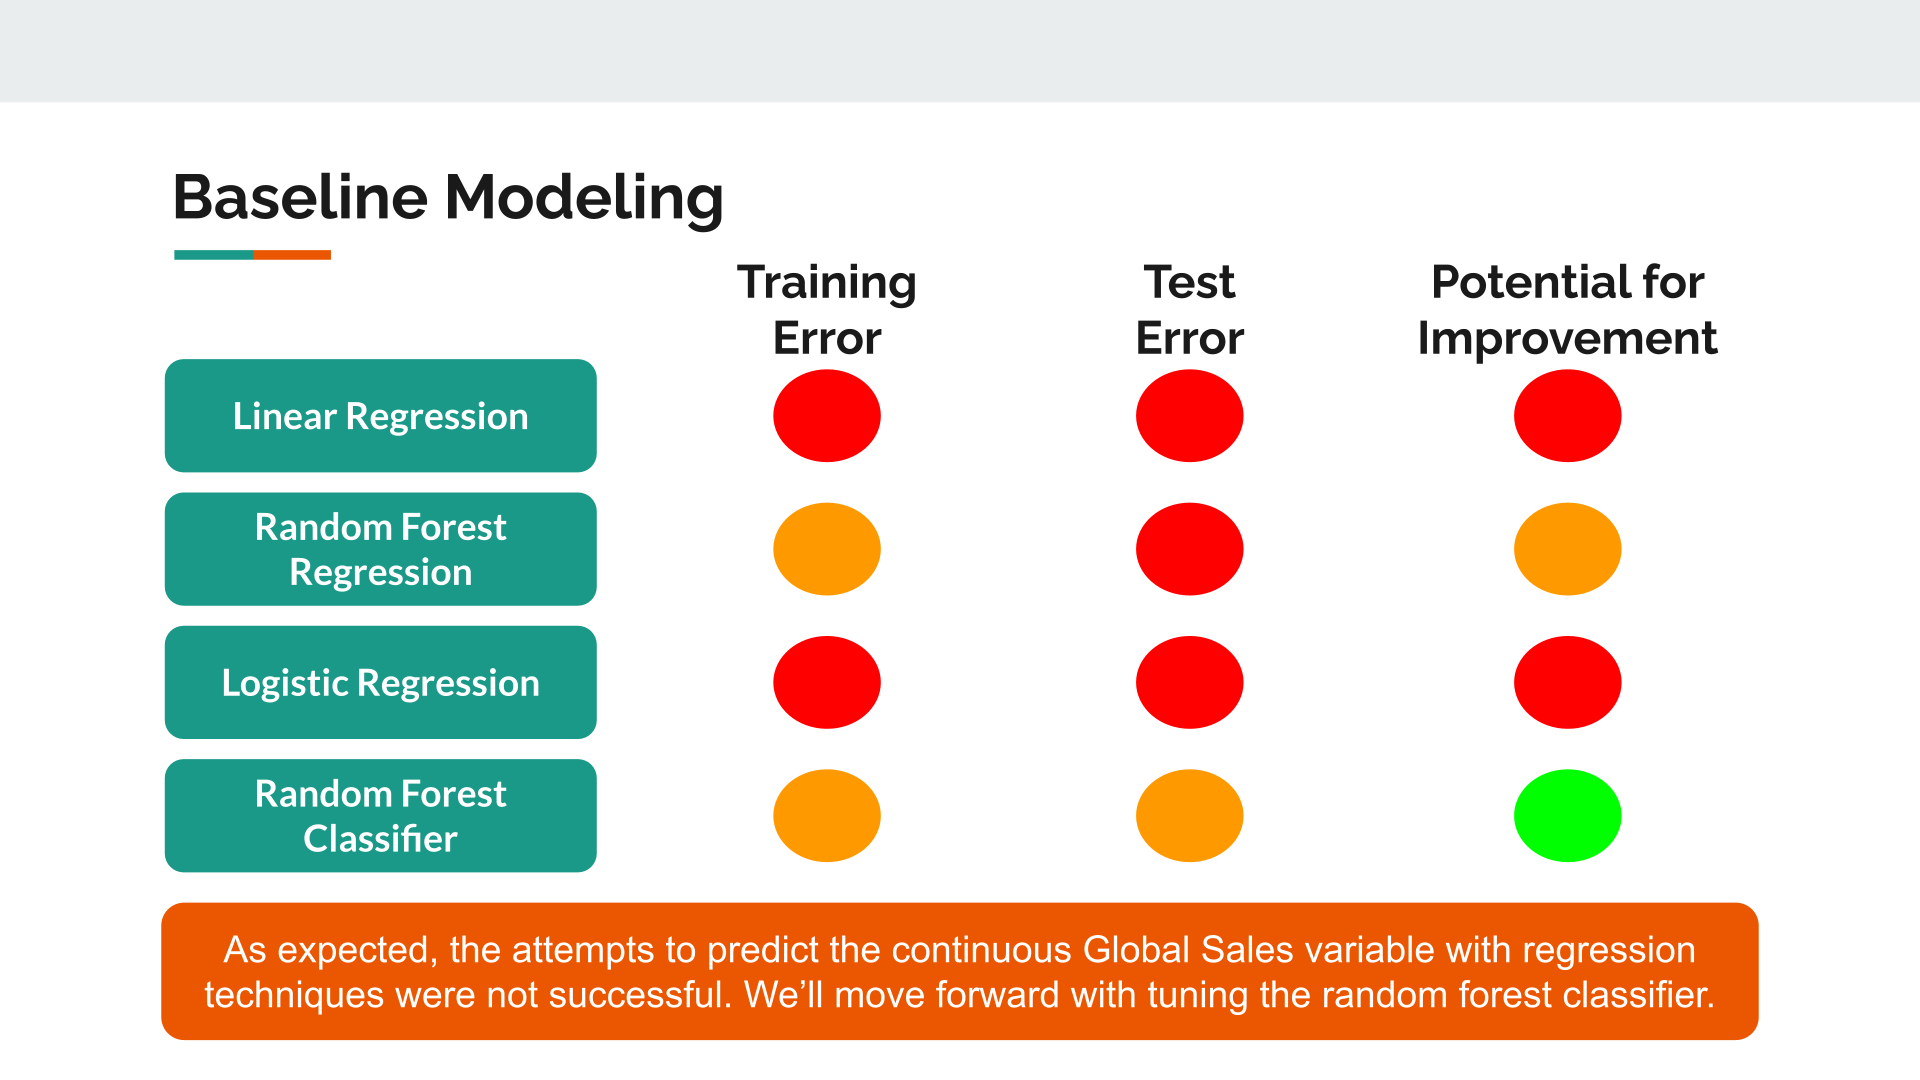 Baseline Modeling
Training
Error
Test
Error
Potential for
Improvement
Linear Regression
Random Forest
Regression
Logistic Regression
Random Forest
Classifier
As expected, the attempts to predict the continuous Global Sales variable with regression
techniques were not successful. We’ll move forward with tuning the random forest classifier.